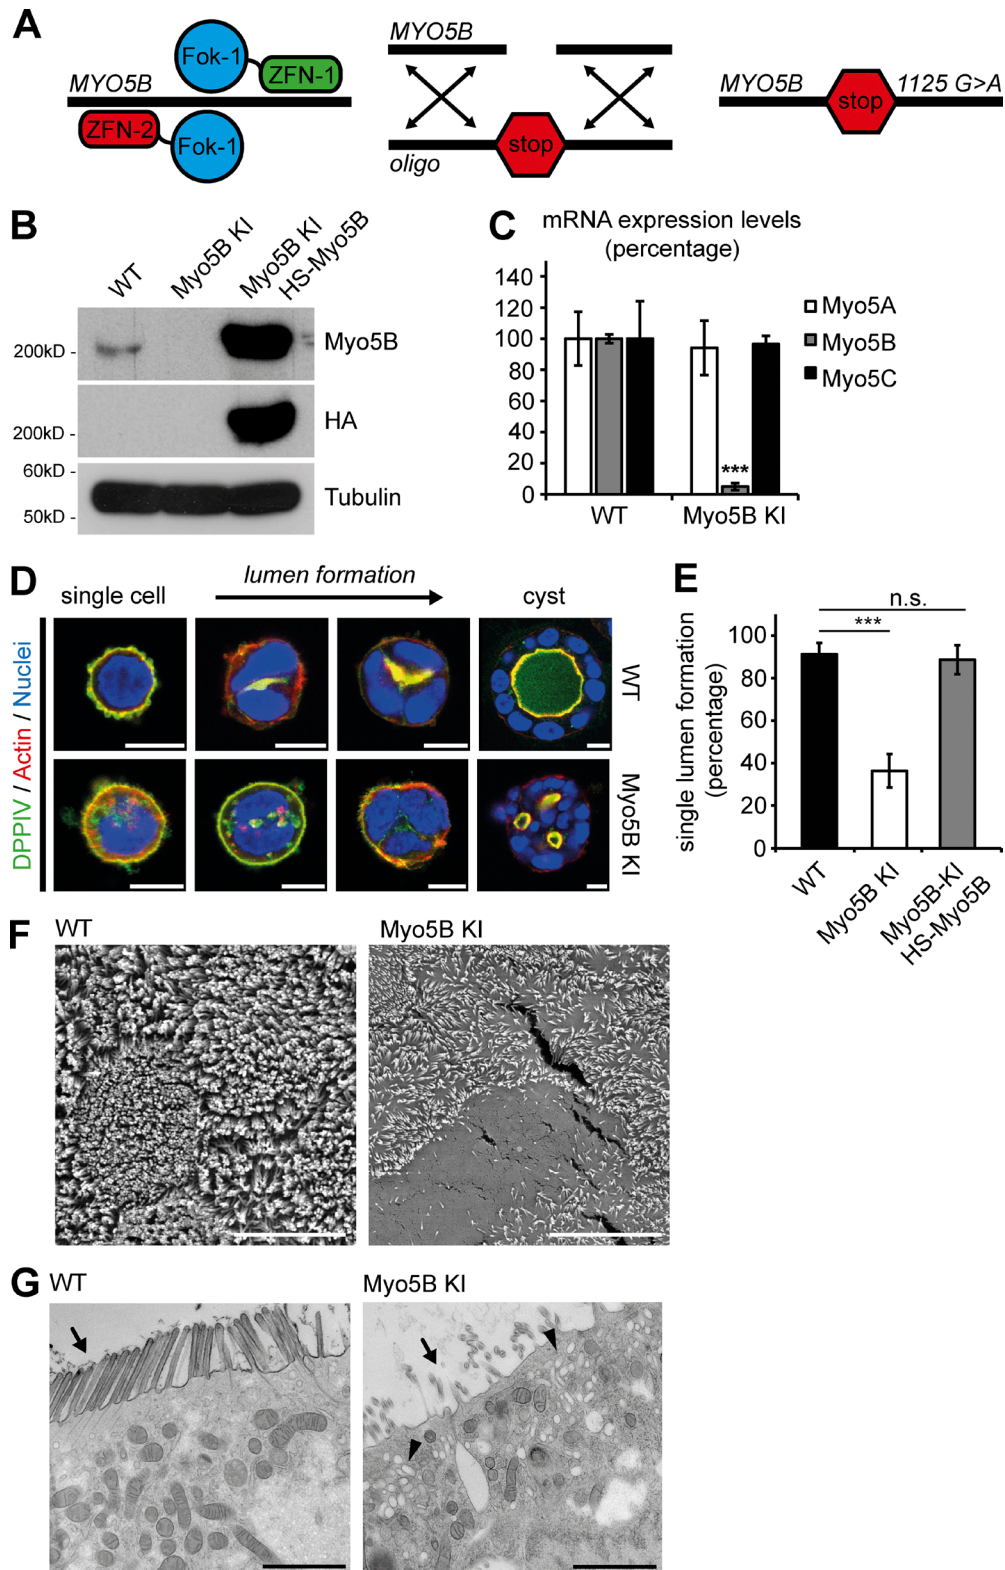 A
MYO5B
Fok-1
ZFN-1
ZFN-2
Fok-1
MYO5B
oligo
stop
MYO5B
stop
1125 G>A
B
WT
Myo5B KI
Myo5B KI
HS-Myo5B
200kD -
Myo5B
200kD -
HA
60kD -
50kD -
Tubulin
C
mRNA expression levels
(percentage)
140
120
100
80
60
40
20
0
***
WT
Myo5B KI
Myo5A
Myo5B
Myo5C
D
lumen formation
single cell
cyst
DPPIV / Actin / Nuclei
WT
Myo5B KI
E
single lumen formation
(percentage)
100
80
60
40
20
0
n.s.
***
WT
Myo5B KI
Myo5B-KI
HS-Myo5B
F
WT
Myo5B KI
G
WT
Myo5B KI